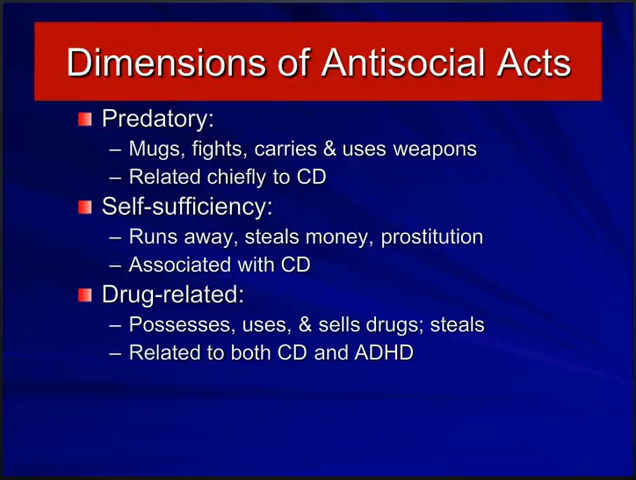 Dimensions of Antisocial Acts
Predatory:
– Mugs, fights, carries & uses weapons
– Related chiefly to CD
Self-sufficiency:
– Runs away, steals money, prostitution
– Associated with CD
Drug-related:
– Possesses, uses, & sells drugs; steals
– Related to both CD and ADHD